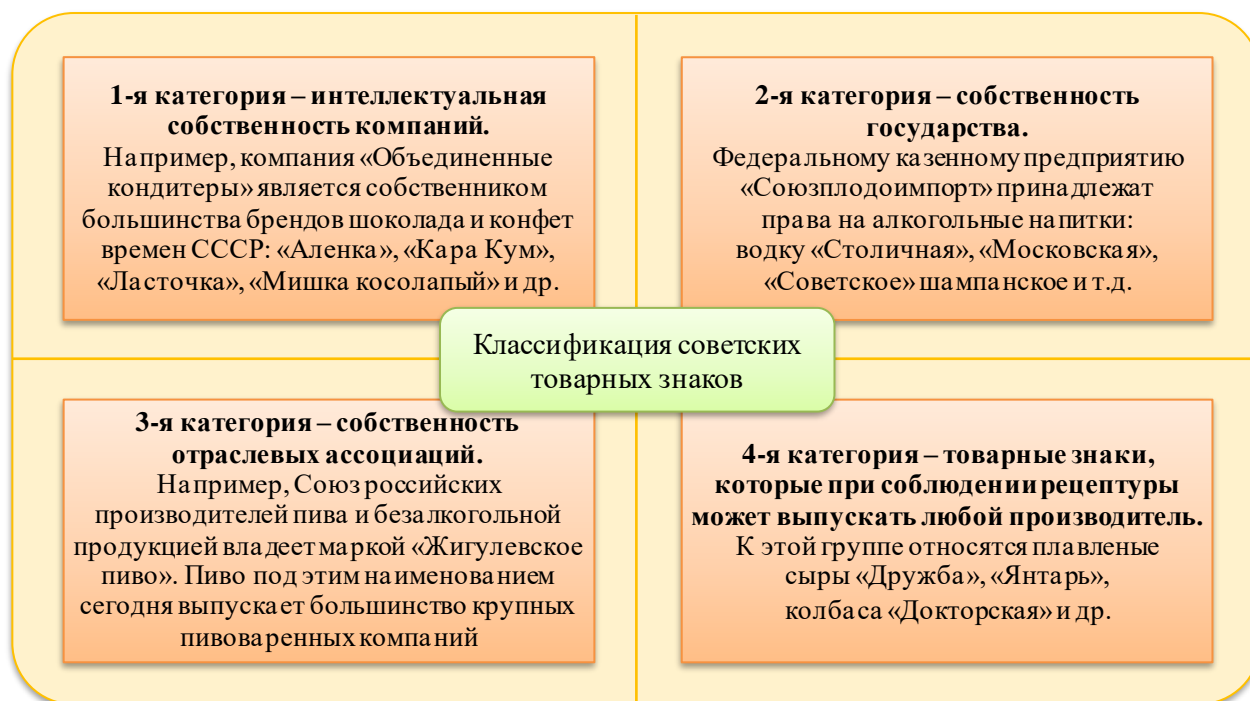 1-я категория – интеллектуальная
собственность компаний.
Например, компания «Объединенные
кондитеры» является собственником
большинства брендов шоколада и конфет
времен СССР: «Аленка», «Кара Кум»,
«Ласточка», «Мишка косолапый» и др.
2-я категория – собственность
государства.
Федеральному казенному предприятию
«Союзплодоимпорт» принадлежат
права на алкогольные напитки:
водку «Столичная», «Московская»,
«Советское» шампанское и т.д.
Классификация советских
товарных знаков
3-я категория – собственность
отраслевых ассоциаций.
Например, Союз российских
производителей пива и безалкогольной
продукцией владеет маркой «Жигулевское
пиво». Пиво под этим наименованием
сегодня выпускает большинство крупных
пивоваренных компаний
4-я категория – товарные знаки,
которые при соблюдении рецептуры
может выпускать любой производитель.
К этой группе относятся плавленые
сыры «Дружба», «Янтарь»,
колбаса «Докторская» и др.